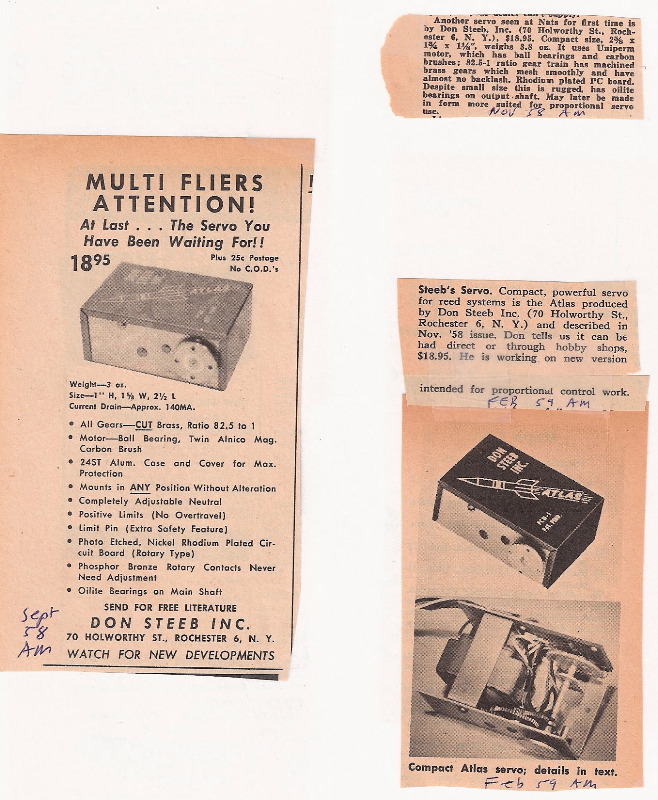 MULTI FLIERS
ATTENTION!
At Last . . . The Servo You
Have Been Waiting For!!
18⁹⁵
Plus 25c Postage
No C.O.D.'s
ATLAS
Weight—3 oz.
Size—1" H, 1⅝ W, 2½ L
Current Drain—Approx. 140MA.
• All Gears—CUT Brass, Ratio 82.5 to 1
• Motor—Ball Bearing, Twin Alnico Mag.
Carbon Brush
• 24ST Alum. Case and Cover for Max.
Protection
• Mounts in ANY Position Without Alteration
• Completely Adjustable Neutral
• Positive Limits (No Overtravel)
• Limit Pin (Extra Safety Feature)
• Photo Etched, Nickel Rhodium Plated Cir-
cuit Board (Rotary Type)
• Phosphor Bronze Rotary Contacts Never
Need Adjustment
• Oilite Bearings on Main Shaft
SEND FOR FREE LITERATURE
DON STEEB INC.
70 HOLWORTHY ST., ROCHESTER 6, N. Y.
WATCH FOR NEW DEVELOPMENTS
Sept
58
AM
Another servo seen at Nats for first time is
by Don Steeb, Inc. (70 Holworthy St., Roch-
ester 6, N. Y.), $18.95. Compact size, 2⅜ x
1¾ x 1⅛", weighs 3.8 oz. It uses Uniperm
motor, which has ball bearings and carbon
brushes; 82.5-1 ratio gear train has machined
brass gears which mesh smoothly and have
almost no backlash. Rhodium plated PC board.
Despite small size this is rugged, has oilite
bearings on output shaft. May later be made
in form more suited for proportional servo
use.
NOV 58 AM
Steeb's Servo. Compact, powerful servo
for reed systems is the Atlas produced
by Don Steeb Inc. (70 Holworthy St.,
Rochester 6, N. Y.) and described in
Nov. '58 issue. Don tells us it can be
had direct or through hobby shops,
$18.95. He is working on new version
intended for proportional control work.
FEB 59 AM
DON
STEEB
INC.
ATLAS
Compact Atlas servo; details in text.
Feb 59 AM